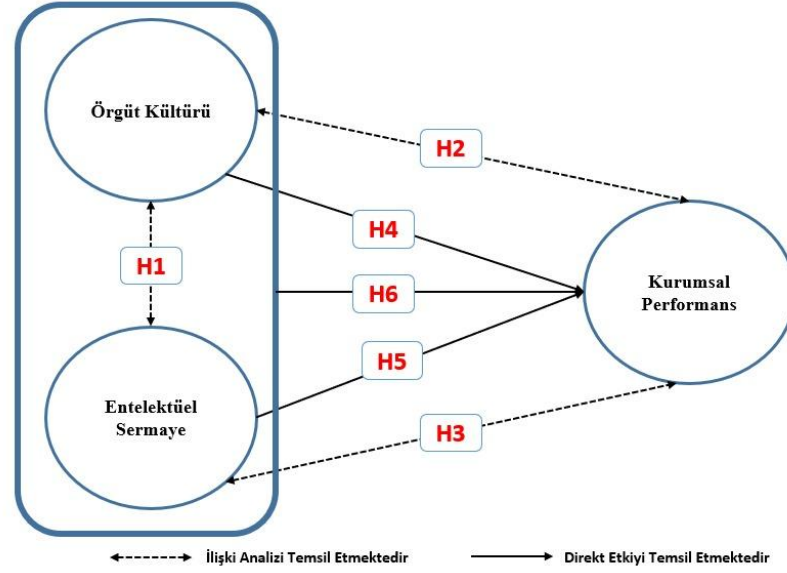 Örgüt Kültürü
H2
H4
H1
H6
Kurumsal
Performans
H5
Entelektüel
Sermaye
H3
İlişki Analizi Temsil Etmektedir
Direkt Etkiyi Temsil Etmektedir